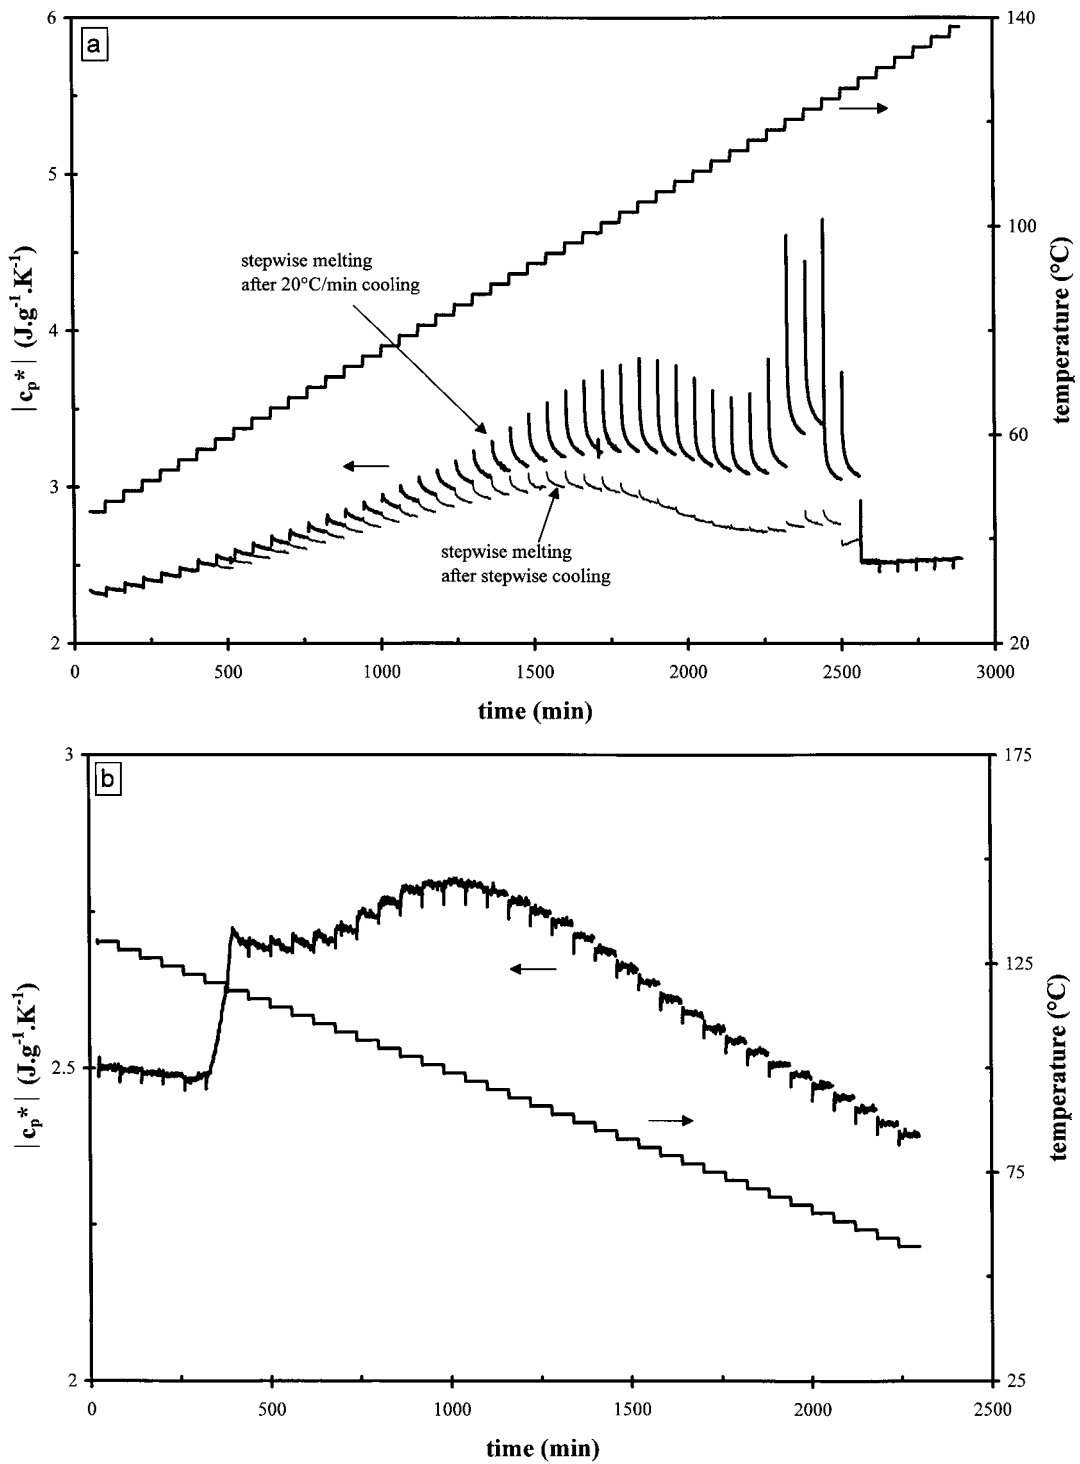 a
6
5
4
3
2
140
100
60
20
|c_p*| (J.g⁻¹.K⁻¹)
temperature (°C)
stepwise melting
after 20°C/min cooling
stepwise melting
after stepwise cooling
0 500 1000 1500 2000 2500 3000
time (min)
b
3
2.5
2
175
125
75
25
|c_p*| (J.g⁻¹.K⁻¹)
temperature (°C)
0 500 1000 1500 2000 2500
time (min)